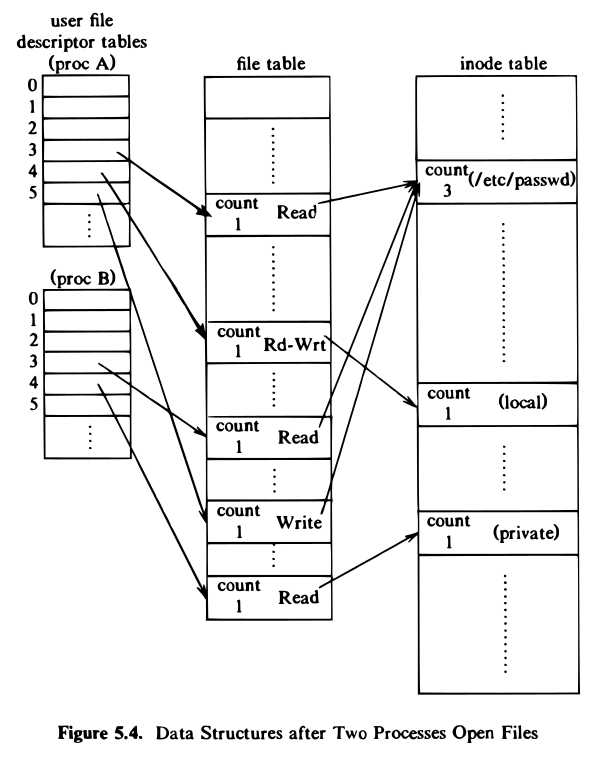 user file
descriptor tables
(proc A)
0
1
2
3
4
5
(proc B)
0
1
2
3
4
5
file table
count
1 Read
count
1 Rd-Wrt
count
1 Read
count
1 Write
count
1 Read
inode table
count
3 (/etc/passwd)
count
1 (local)
count
1 (private)
Figure 5.4. Data Structures after Two Processes Open Files